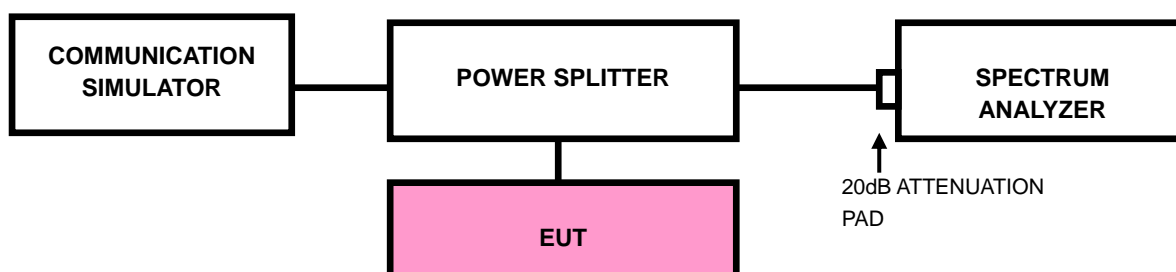 COMMUNICATION
SIMULATOR
POWER SPLITTER
SPECTRUM
ANALYZER
20dB ATTENUATION
PAD
EUT